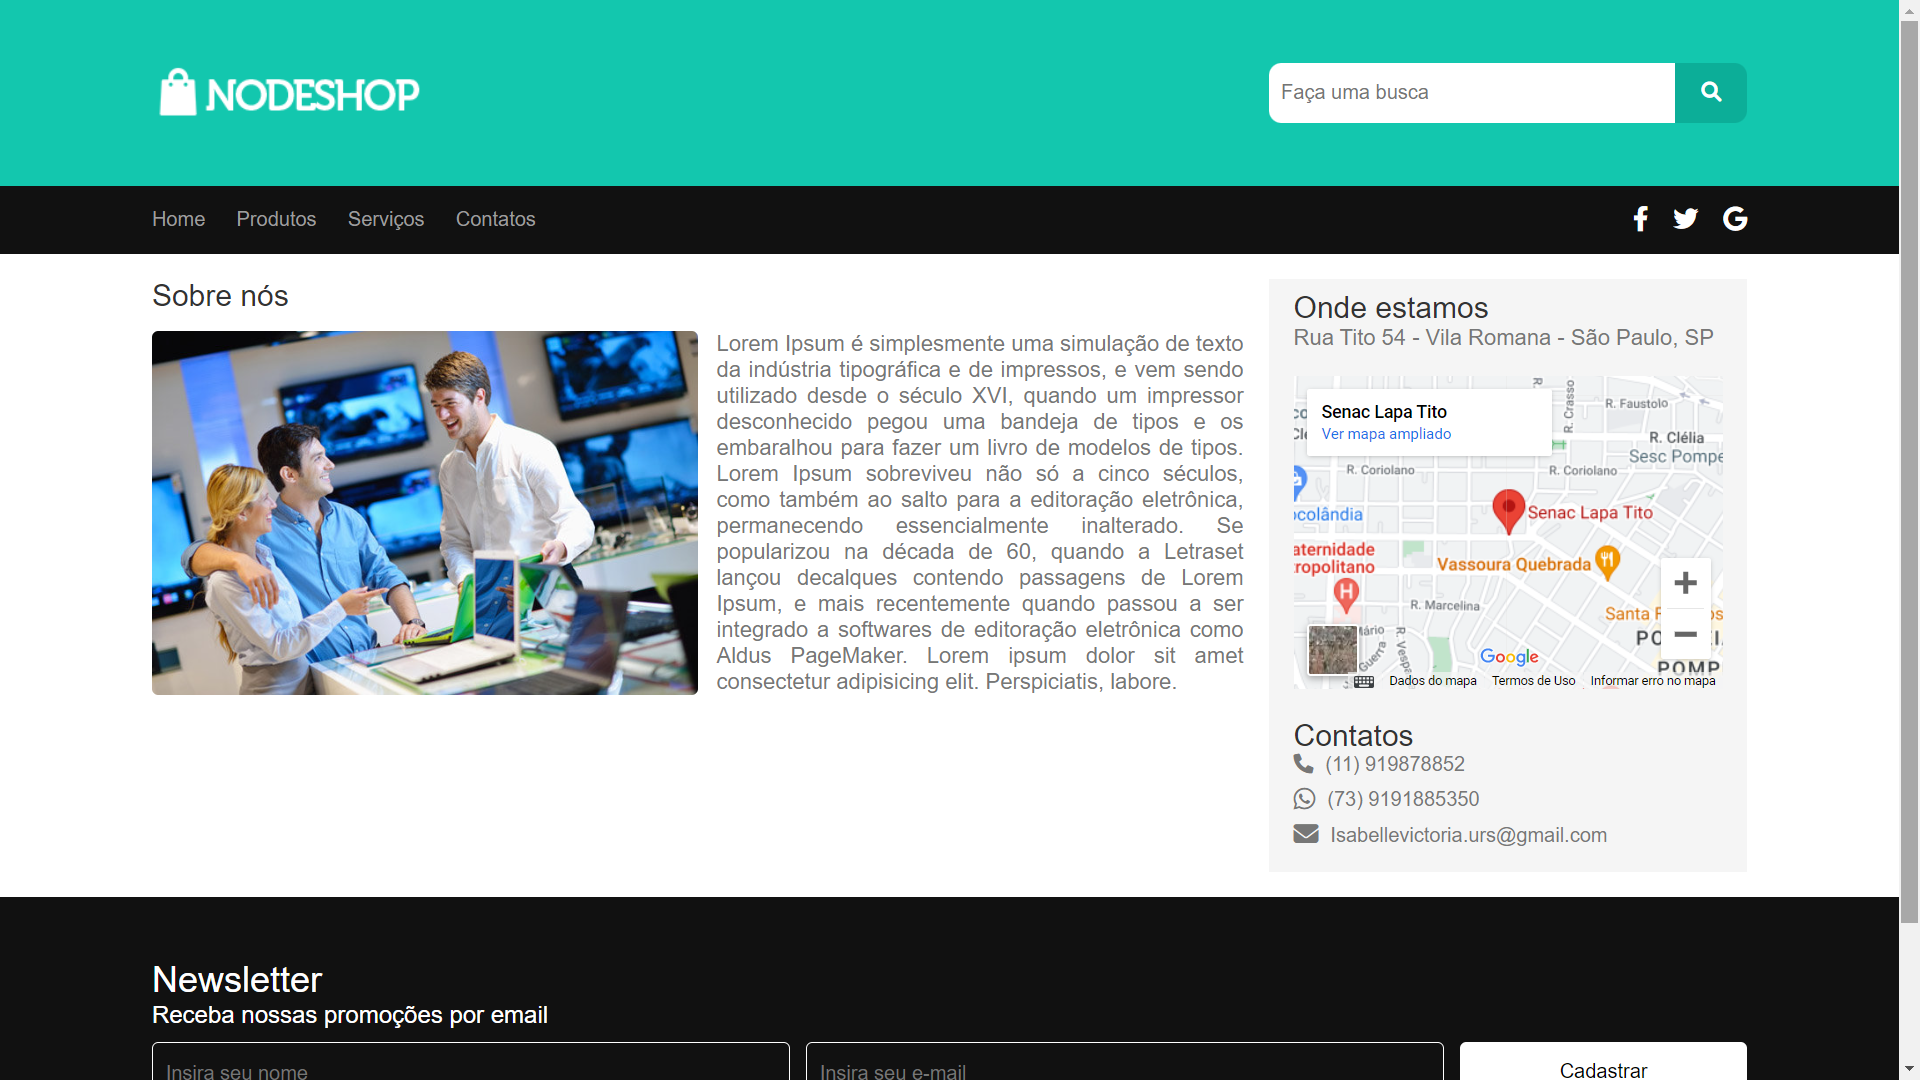 NODESHOP
Faça uma busca
Home Produtos Serviços Contatos
Sobre nós
Lorem Ipsum é simplesmente uma simulação de texto
da indústria tipográfica e de impressos, e vem sendo
utilizado desde o século XVI, quando um impressor
desconhecido pegou uma bandeja de tipos e os
embaralhou para fazer um livro de modelos de tipos.
Lorem Ipsum sobreviveu não só a cinco séculos,
como também ao salto para a editoração eletrônica,
permanecendo essencialmente inalterado. Se
popularizou na década de 60, quando a Letraset
lançou decalques contendo passagens de Lorem
Ipsum, e mais recentemente quando passou a ser
integrado a softwares de editoração eletrônica como
Aldus PageMaker. Lorem ipsum dolor sit amet
consectetur adipisicing elit. Perspiciatis, labore.
Onde estamos
Rua Tito 54 - Vila Romana - São Paulo, SP
Senac Lapa Tito
Ver mapa ampliado
R. Crasso
R. Faustolo
R. Clélia
Sesc Pompe
R. Coriolano
R. Coriolano
ocolândia
Senac Lapa Tito
aternidade
tropolitano
Vassoura Quebrada
H
R. Marcelina
Santa
Mário
Guerra
R. Vespa
POMP
Google
Dados do mapa Termos de Uso Informar erro no mapa
Contatos
(11) 919878852
(73) 9191885350
Isabellevictoria.urs@gmail.com
Newsletter
Receba nossas promoções por email
Insira seu nome
Insira seu e-mail
Cadastrar